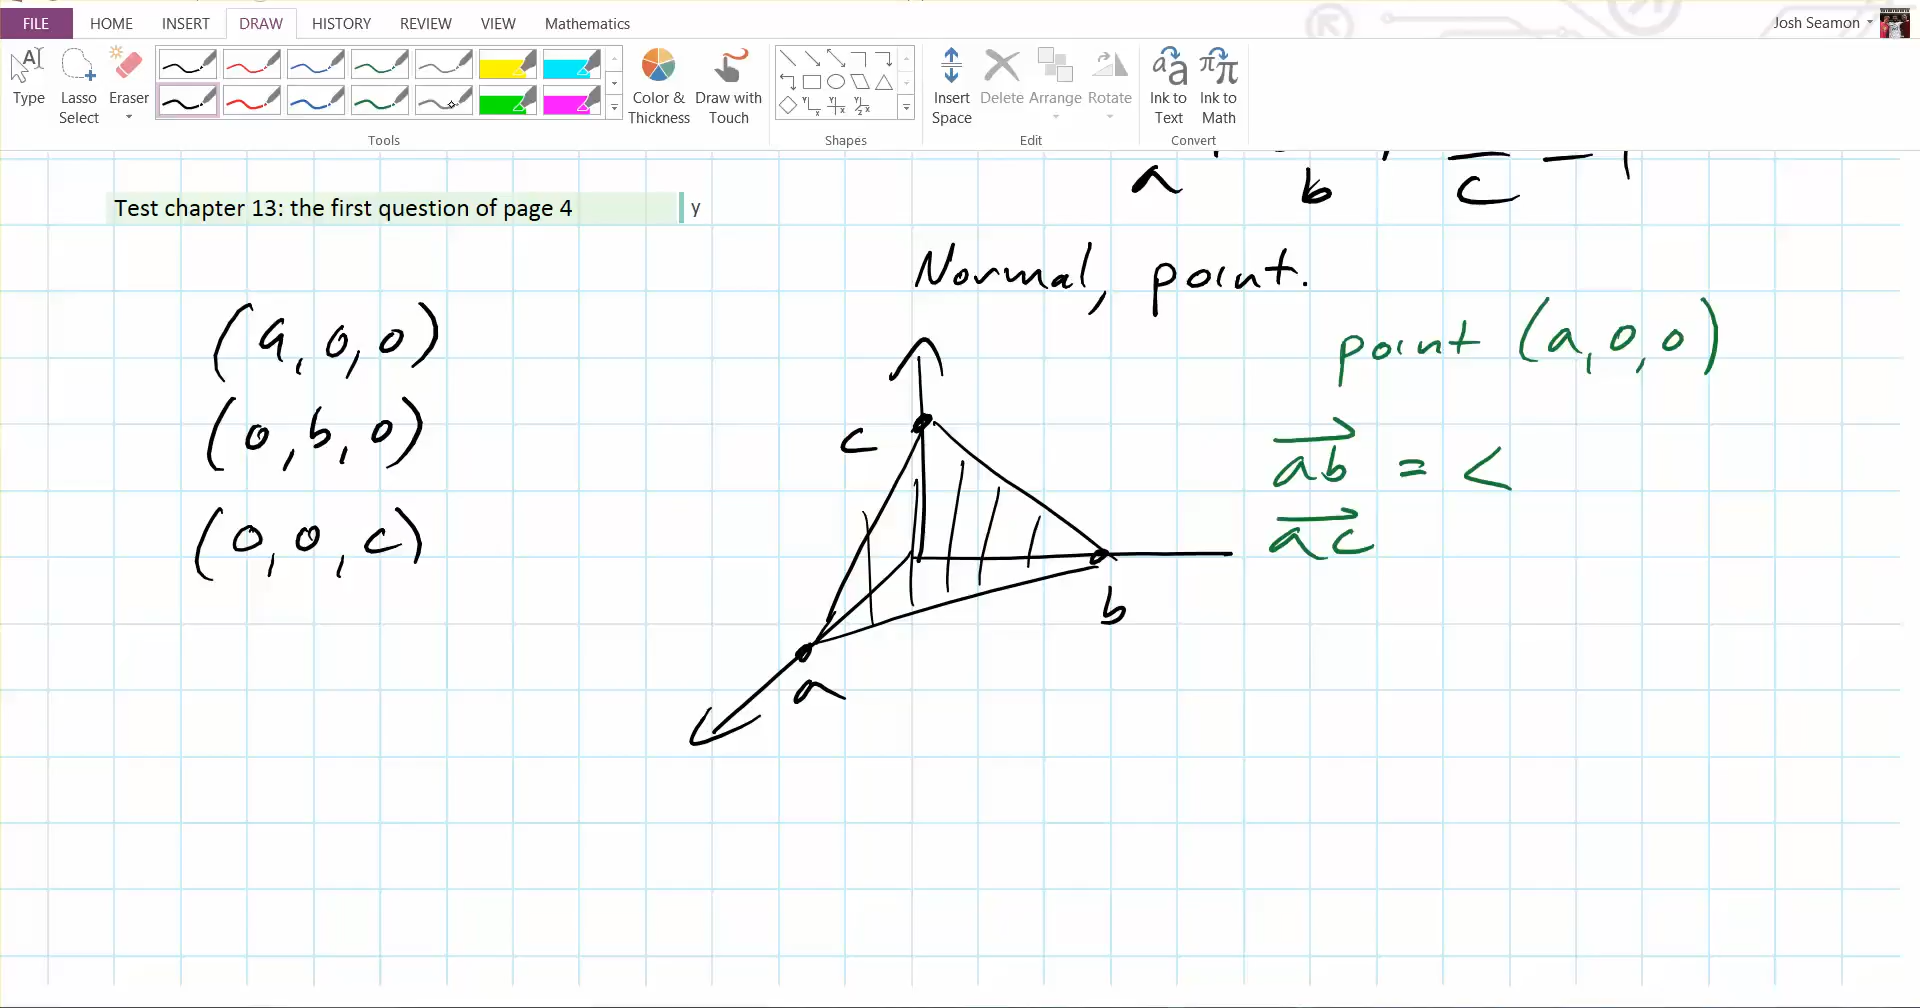 FILE HOME INSERT DRAW HISTORY REVIEW VIEW Mathematics Josh Seamon
Type Lasso Select Eraser Color & Thickness Draw with Touch Insert Space Delete Arrange Rotate Ink to Text Ink to Math
Tools Shapes Edit Convert
a b c
Test chapter 13: the first question of page 4 y
Normal, point.
(a, 0, 0)
point (a, 0, 0)
(0, b, 0)
c
ab = <
(0, 0, c)
ac
b
a